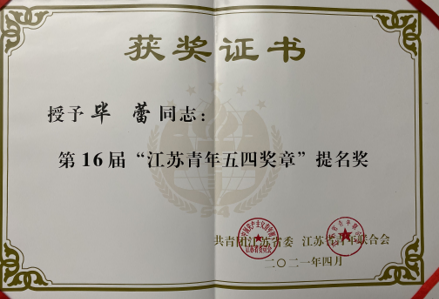 获奖证书
授予毕 蕾同志：
第16届“江苏青年五四奖章”提名奖
共青团江苏省委 江苏省青年联合会
二〇二一年四月